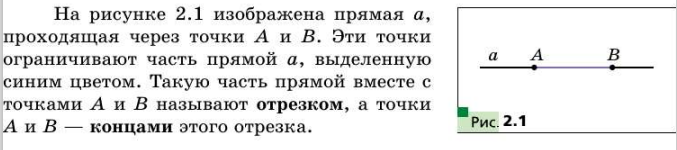 На рисунке 2.1 изображена прямая a,
проходящая через точки A и B. Эти точки
ограничивают часть прямой a, выделенную
синим цветом. Такую часть прямой вместе с
точками A и B называют отрезком, а точки
A и B — концами этого отрезка.
a A B
Рис. 2.1